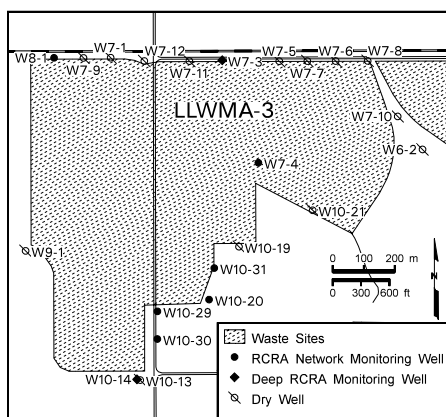 W7-1
W7-12
W7-5
W7-6
W7-8
W8-1
W7-9
W7-11
W7-3
W7-7
LLWMA-3
W7-10
W6-2
W7-4
W10-21
W9-1
W10-19
W10-31
0 100 200 m
W10-20
0 300 600 ft
W10-29
W10-30
W10-14
W10-13
Waste Sites
RCRA Network Monitoring Well
Deep RCRA Monitoring Well
Dry Well